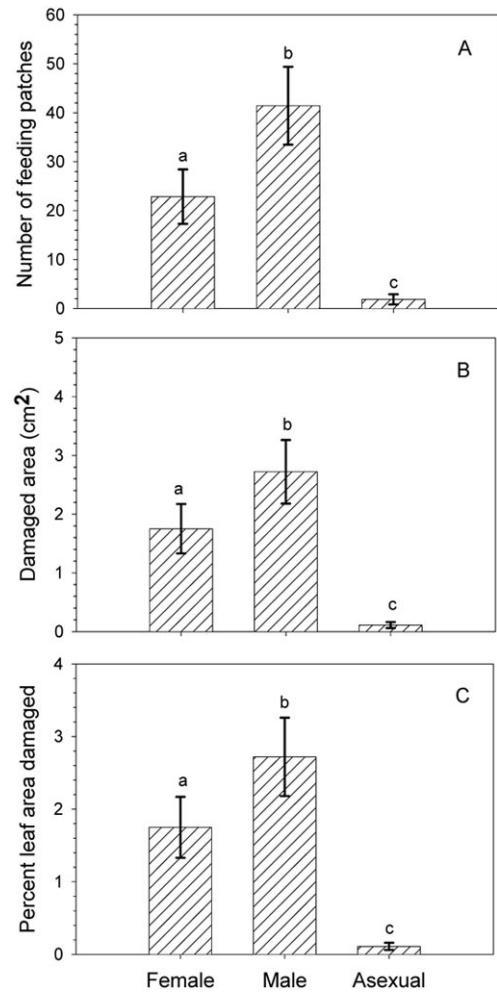 60
50
40
30
20
10
0
Number of feeding patches
A
a
b
c
5
4
3
2
1
0
Damaged area (cm²)
B
a
b
c
4
3
2
1
0
Percent leaf area damaged
C
a
b
c
Female Male Asexual